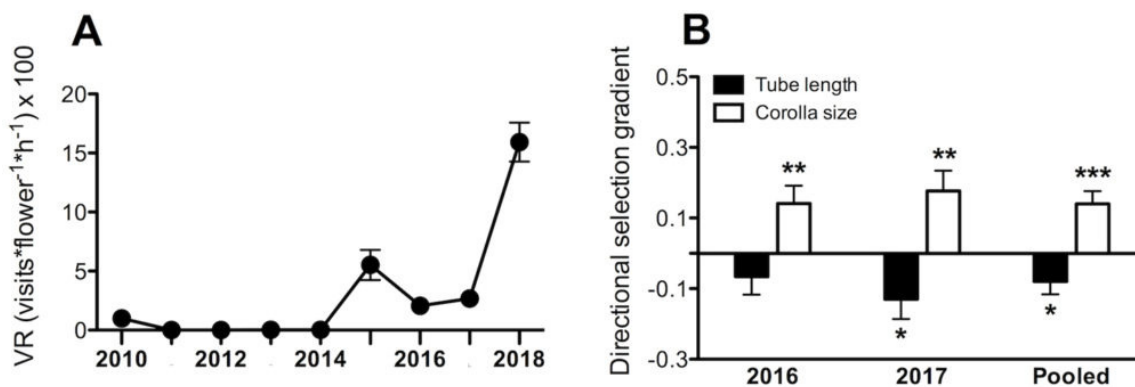 A
VR (visits*flower⁻¹*h⁻¹) x 100
20
15
10
5
0
2010 2012 2014 2016 2018
B
Directional selection gradient
0.5
0.3
0.1
-0.1
-0.3
Tube length
Corolla size
** ** ***
* *
2016 2017 Pooled